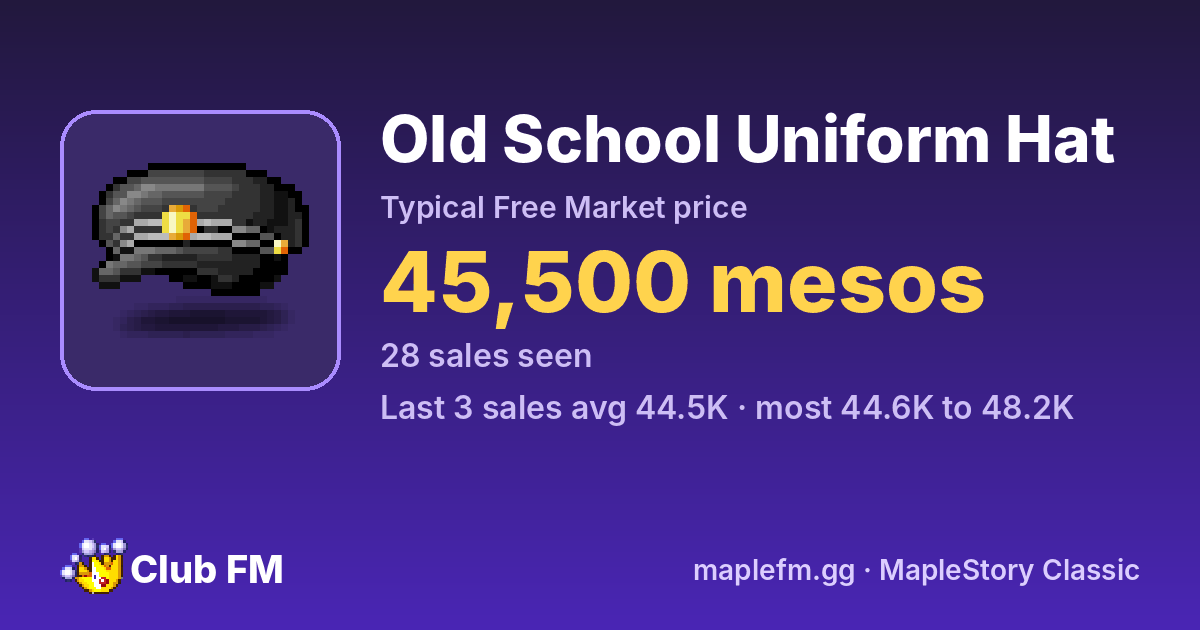 Old School Uniform Hat
Typical Free Market price
45,500 mesos
28 sales seen
Last 3 sales avg 44.5K · most 44.6K to 48.2K
Club FM
maplefm.gg · MapleStory Classic